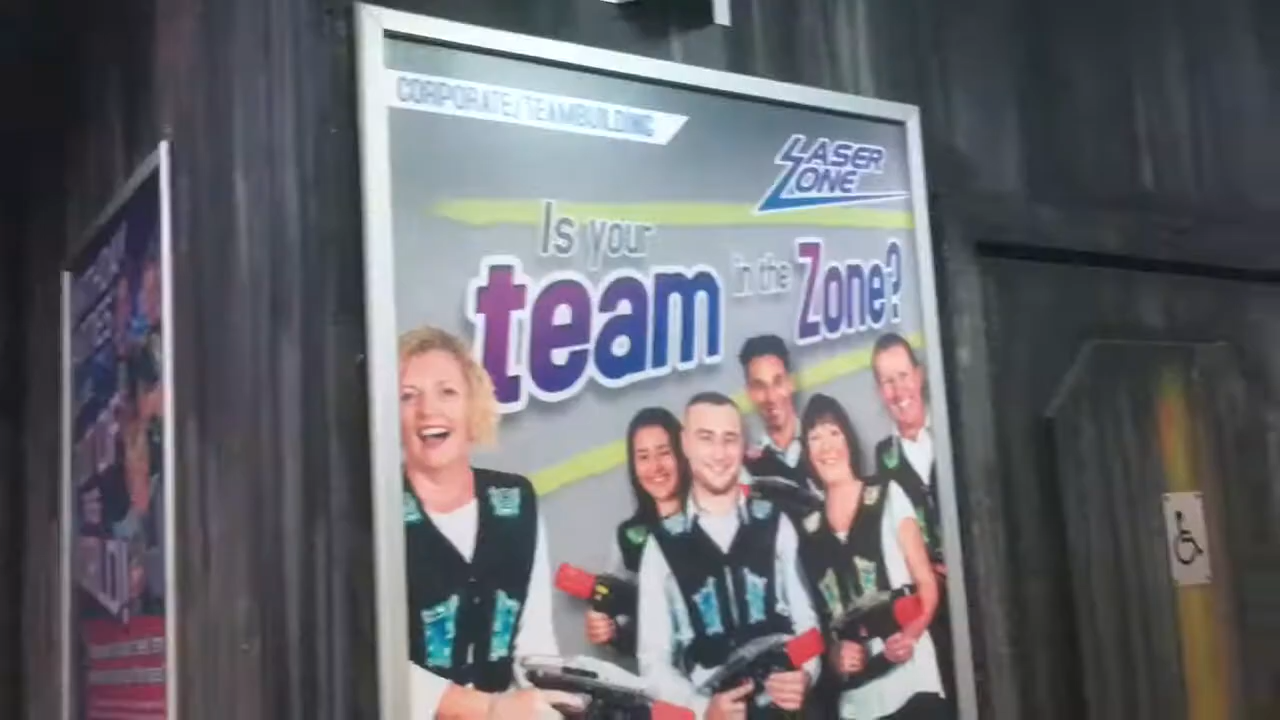 CORPORATE/TEAMBUILDING
LASER
ZONE
Is your
team in the Zone?